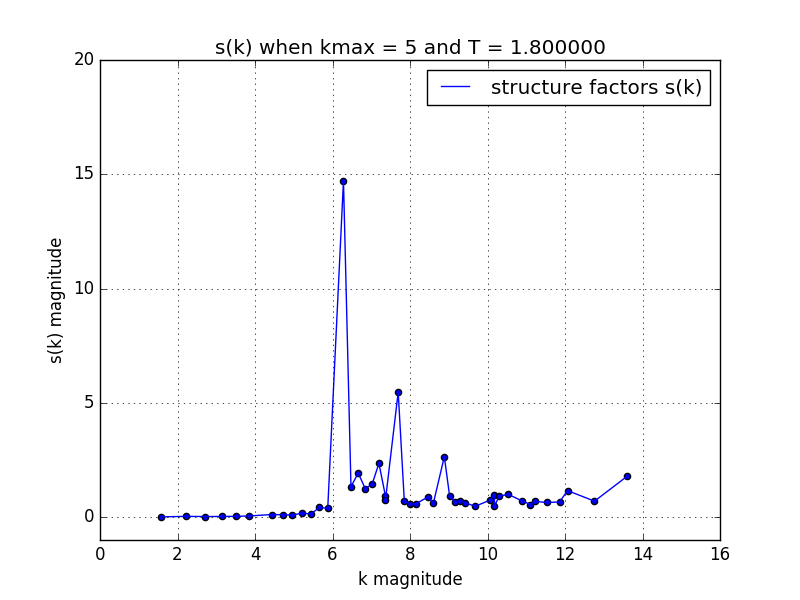 s(k) when kmax = 5 and T = 1.800000
structure factors s(k)
20
15
10
5
0
s(k) magnitude
0 2 4 6 8 10 12 14 16
k magnitude